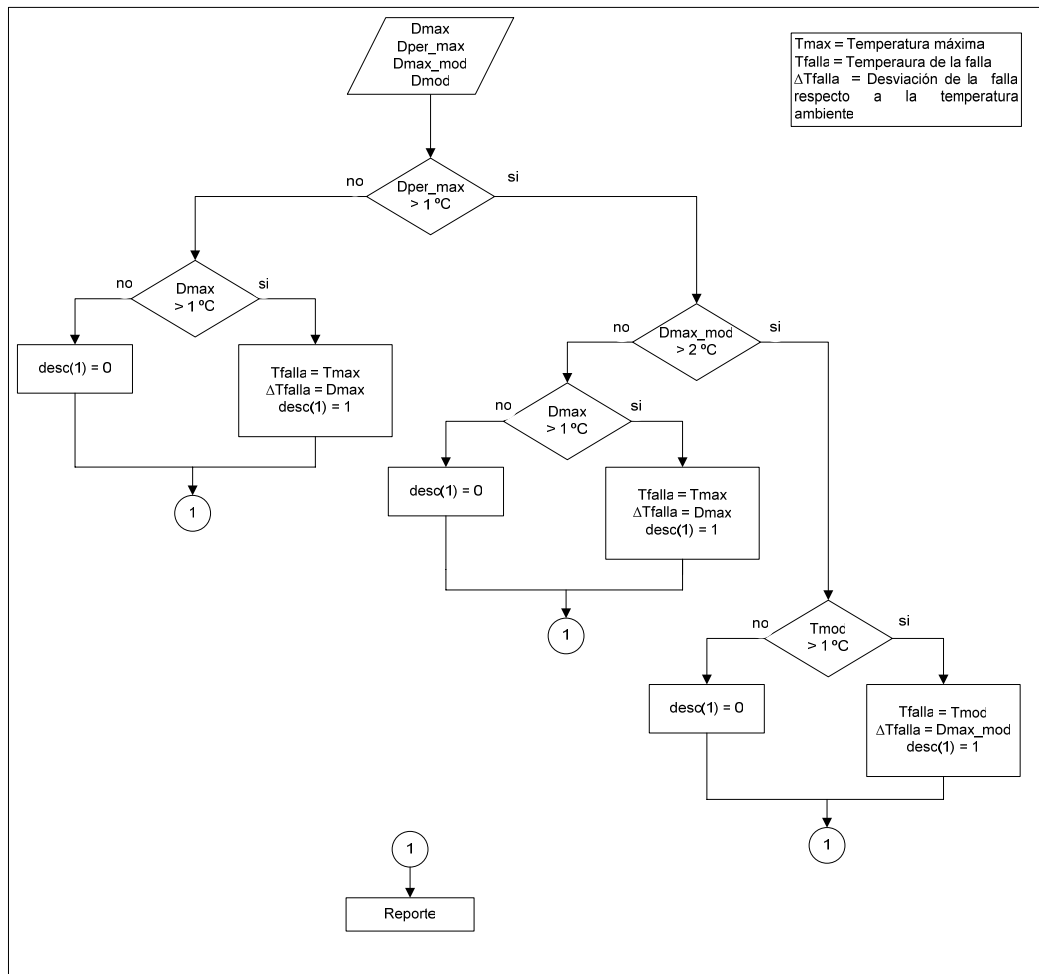 Dmax
Dper_max
Dmax_mod
Dmod
Tmax = Temperatura máxima
Tfalla = Temperaura de la falla
ΔTfalla = Desviación de la falla
respecto a la temperatura
ambiente
no
Dper_max
> 1 ºC
si
no
Dmax
> 1 ºC
si
no
Dmax_mod
> 2 ºC
si
desc(1) = 0
Tfalla = Tmax
ΔTfalla = Dmax
desc(1) = 1
no
Dmax
> 1 ºC
si
desc(1) = 0
Tfalla = Tmax
ΔTfalla = Dmax
desc(1) = 1
1
1
no
Tmod
> 1 ºC
si
desc(1) = 0
Tfalla = Tmod
ΔTfalla = Dmax_mod
desc(1) = 1
1
1
Reporte